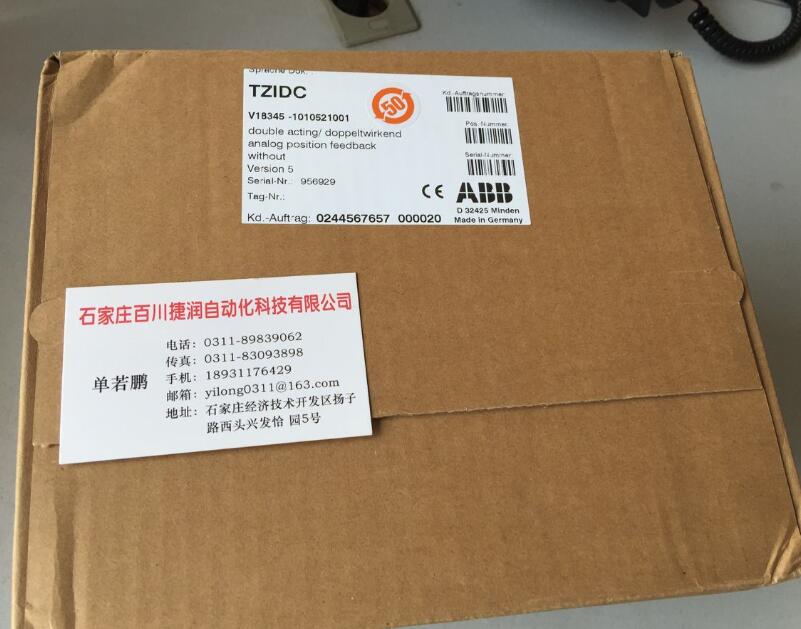 Sprache Dok.:
TZIDC
50
V18345 -1010521001
double acting/ doppeltwirkend
analog position feedback
without
Version 5
Serial-Nr.: 956929
Tag-Nr.:
Kd.-Auftrag: 0244567657 000020
Kd.-Auftragsnummer:
Pos.-Nummer:
Serial-Nummer:
CE ABB
D 32425 Minden
Made in Germany
石家庄百川捷润自动化科技有限公司
单若鹏
电话：0311-89839062
传真：0311-83093898
手机：18931176429
邮箱：yilong0311@163.com
地址：石家庄经济技术开发区扬子
路西头兴发恰 园5号